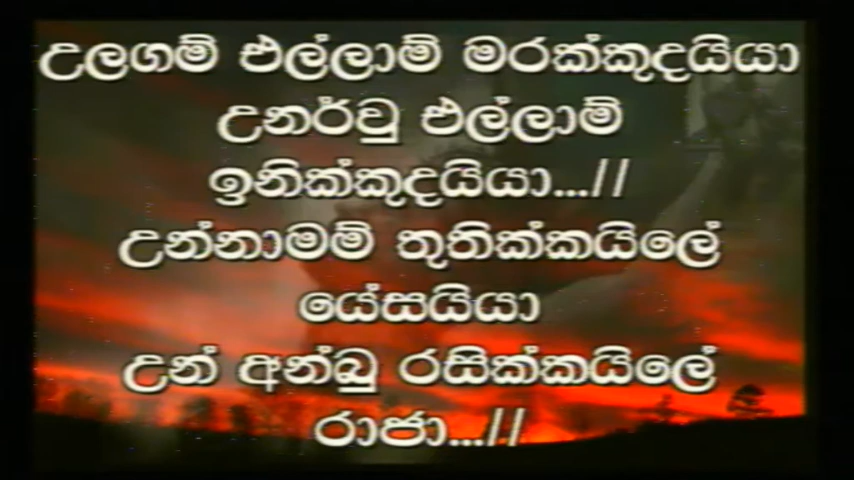 උලගම් එල්ලාම් මරක්කුදයියා
උනර්වු එල්ලාම්
ඉනික්කුදයියා...//
උන්නාමම් තුතික්කයිලේ
යේසයියා
උන් අන්බු රසික්කයිලේ
රාජා...//